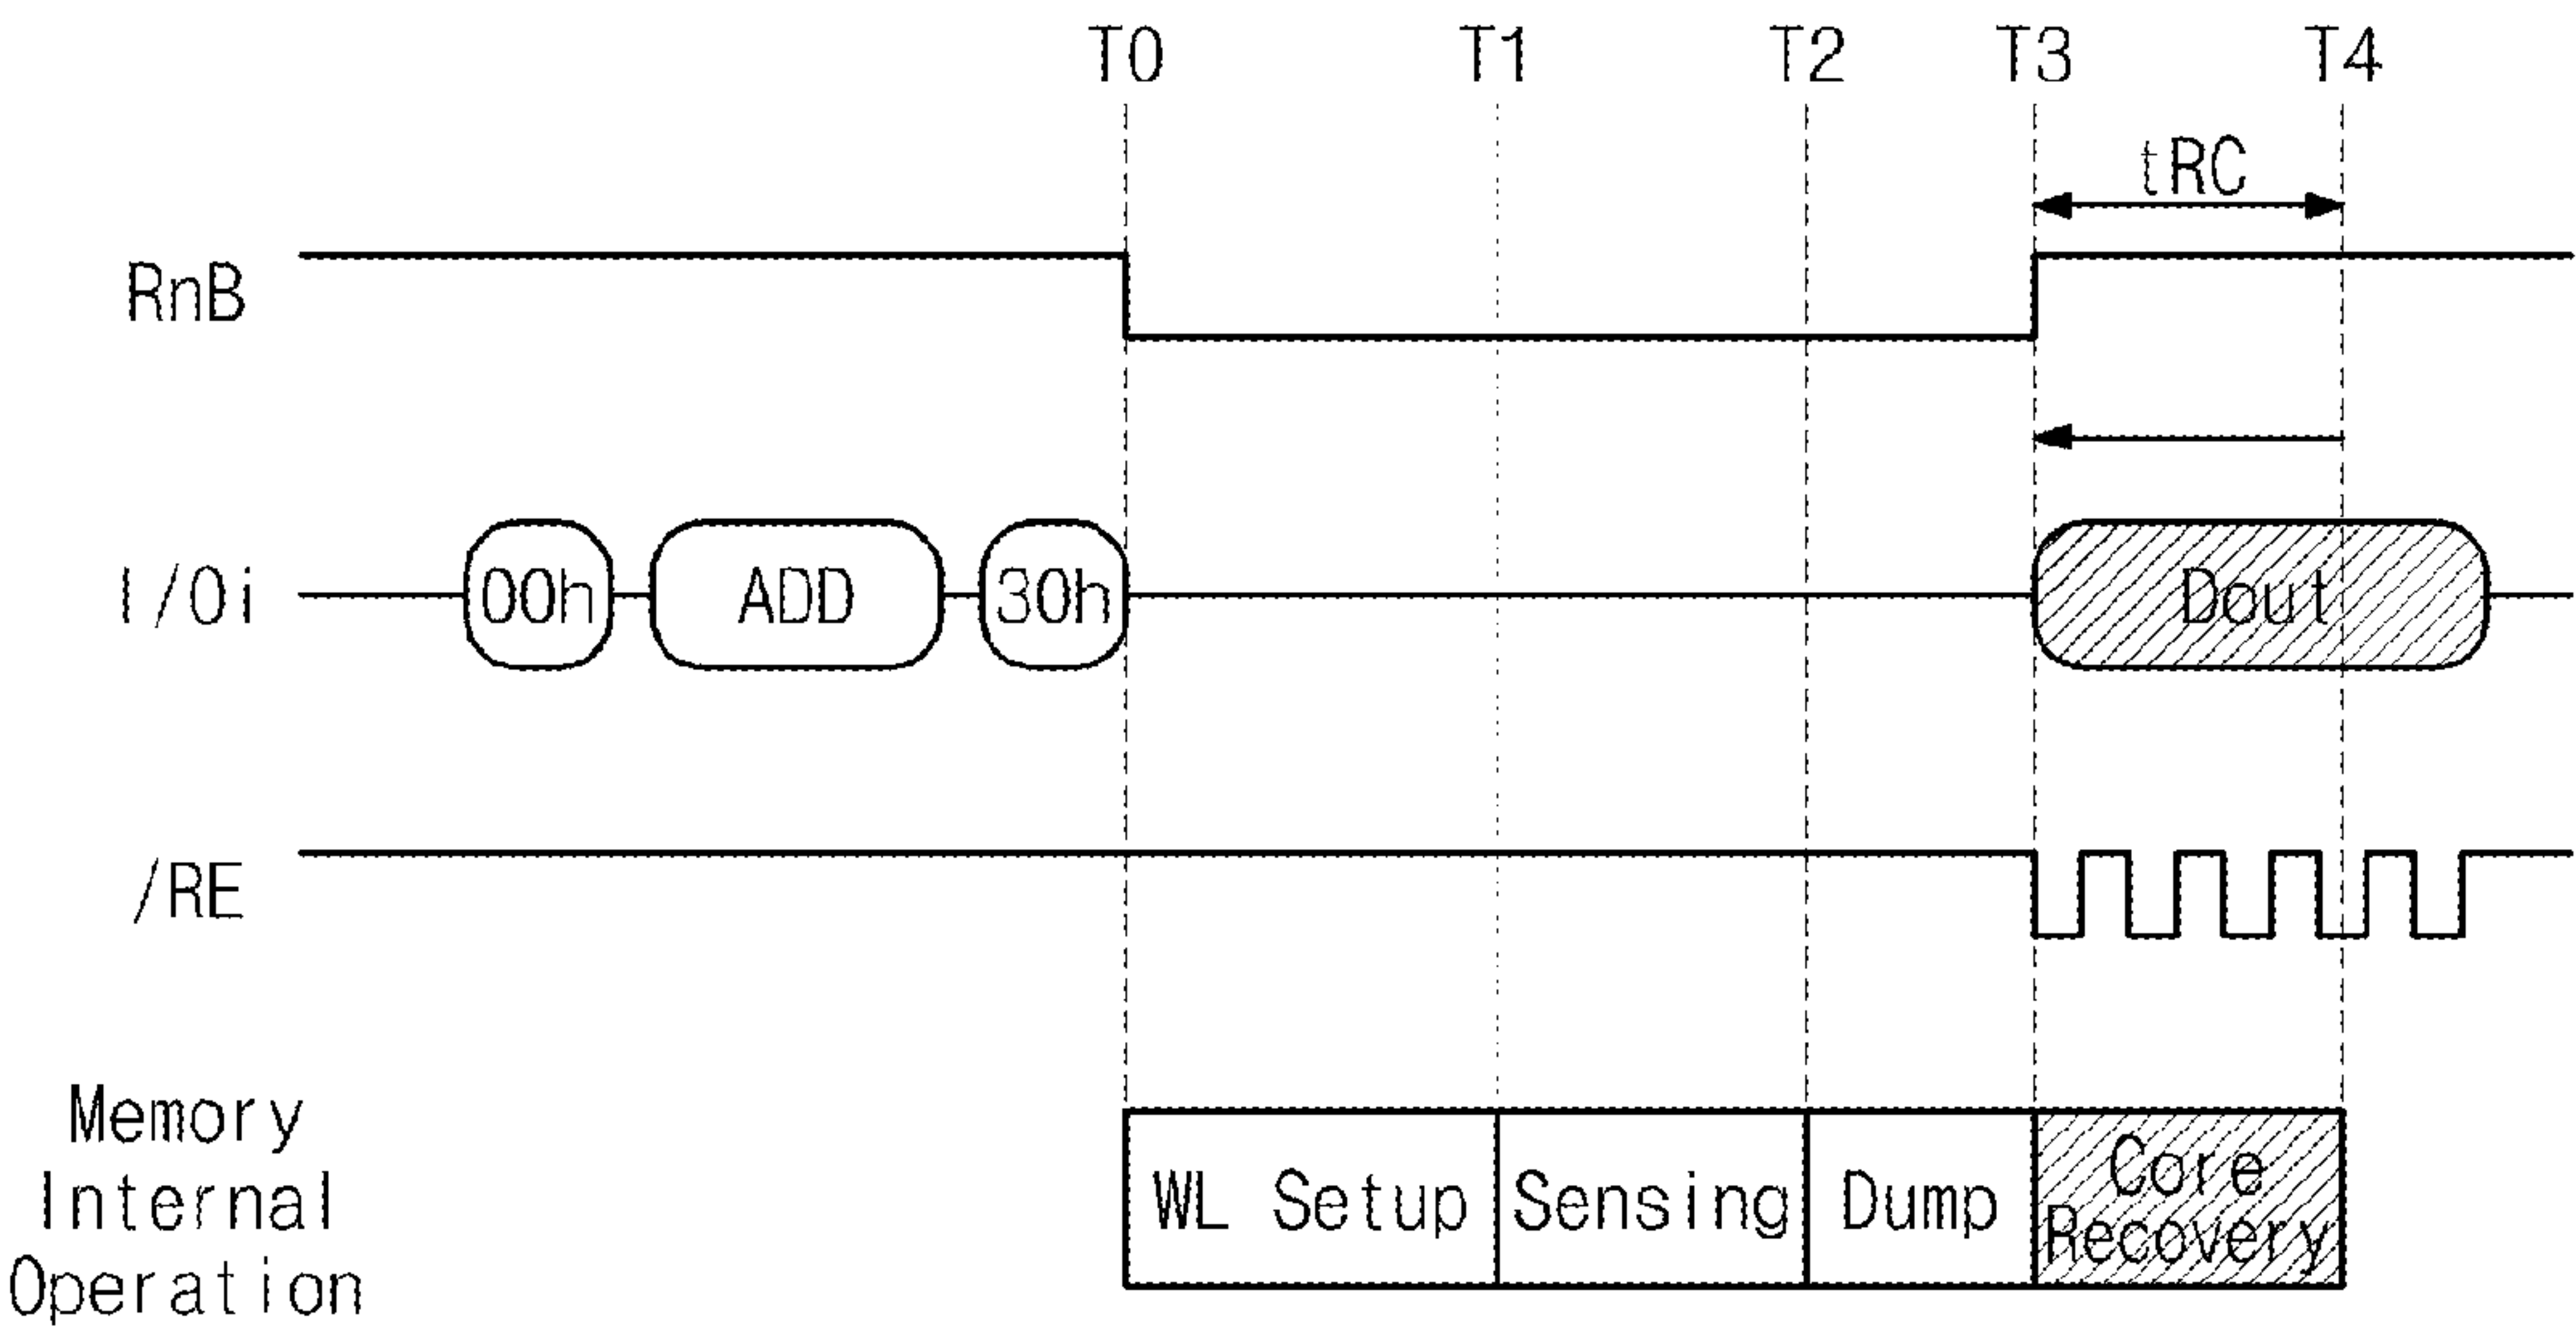 T0 T1 T2 T3 T4
tRC
RnB
I/Oi 00h ADD 30h Dout
/RE
Memory
Internal
Operation
WL Setup Sensing Dump Core
Recovery